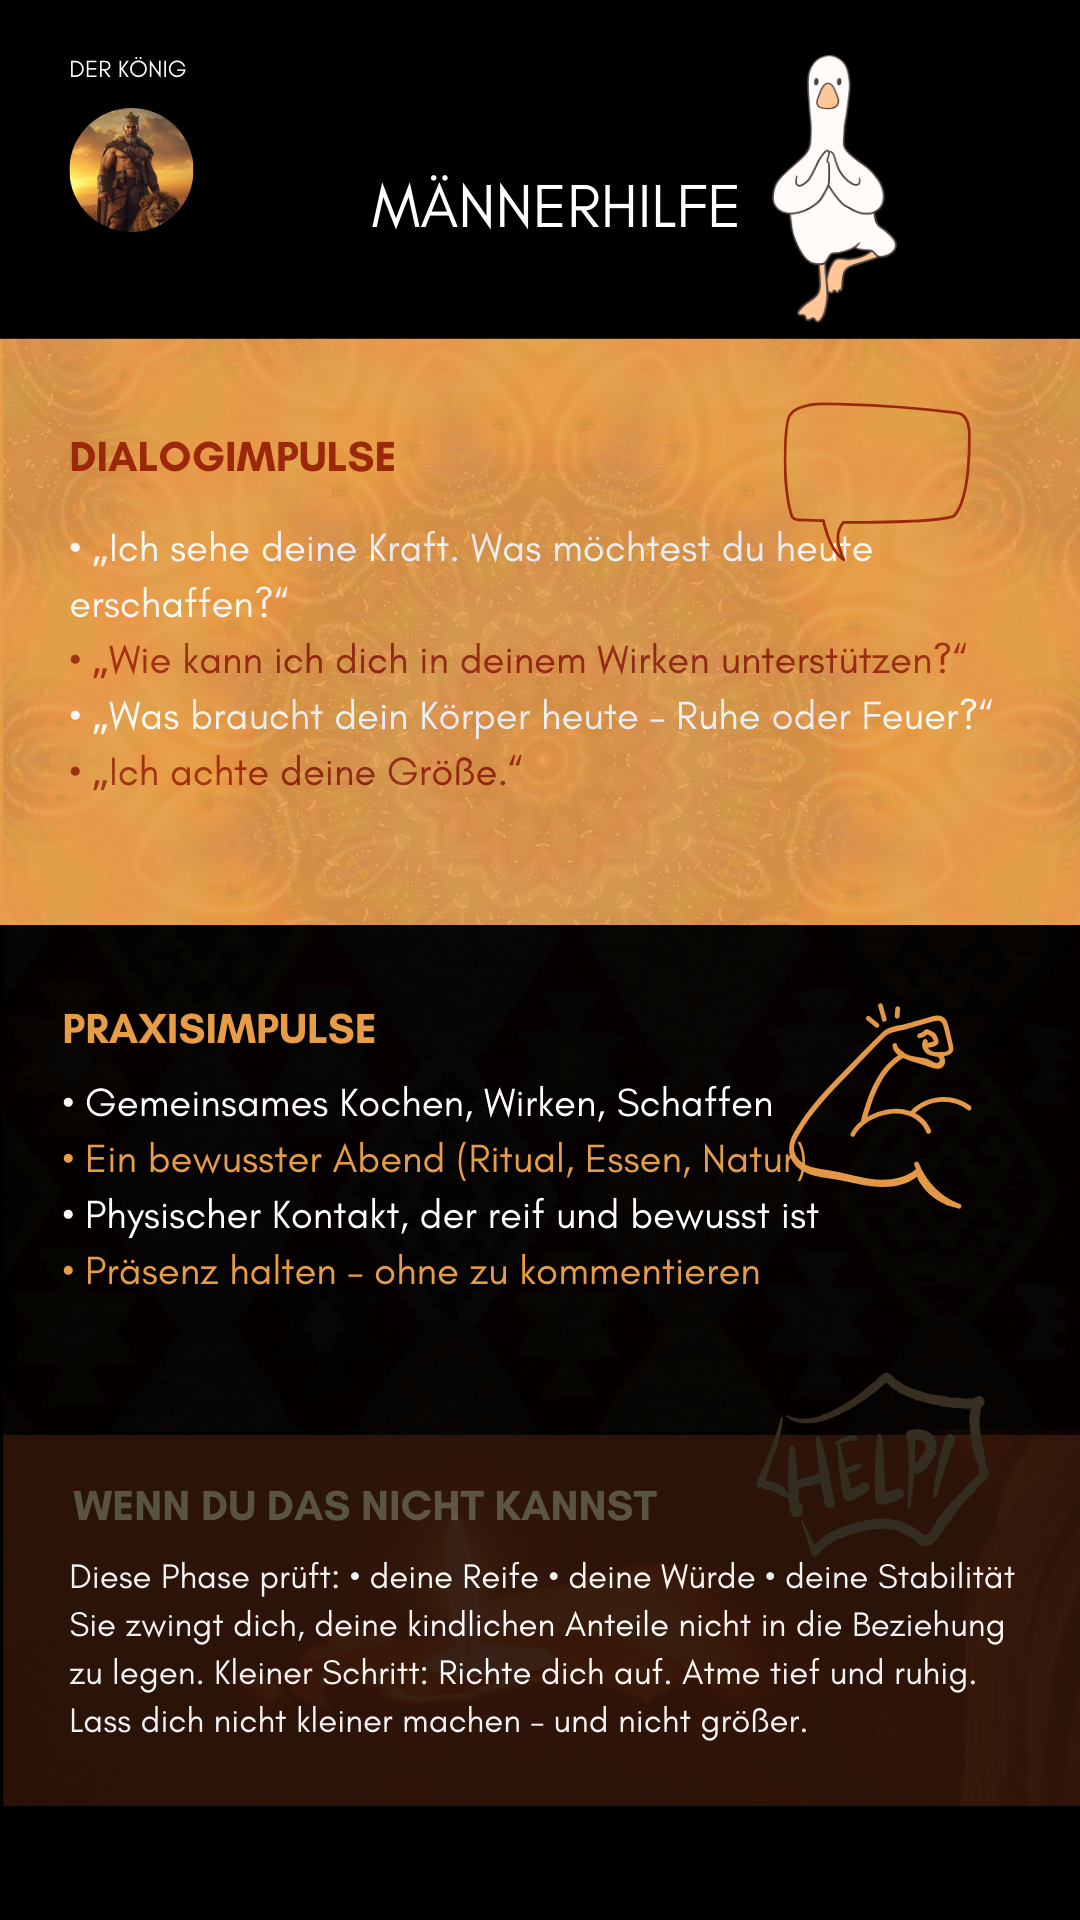 DER KÖNIG
MÄNNERHILFE
DIALOGIMPULSE
• „Ich sehe deine Kraft. Was möchtest du heute
erschaffen?“
• „Wie kann ich dich in deinem Wirken unterstützen?“
• „Was braucht dein Körper heute – Ruhe oder Feuer?“
• „Ich achte deine Größe.“
PRAXISIMPULSE
• Gemeinsames Kochen, Wirken, Schaffen
• Ein bewusster Abend (Ritual, Essen, Natur)
• Physischer Kontakt, der reif und bewusst ist
• Präsenz halten – ohne zu kommentieren
HELP!
WENN DU DAS NICHT KANNST
Diese Phase prüft: • deine Reife • deine Würde • deine Stabilität
Sie zwingt dich, deine kindlichen Anteile nicht in die Beziehung
zu legen. Kleiner Schritt: Richte dich auf. Atme tief und ruhig.
Lass dich nicht kleiner machen – und nicht größer.